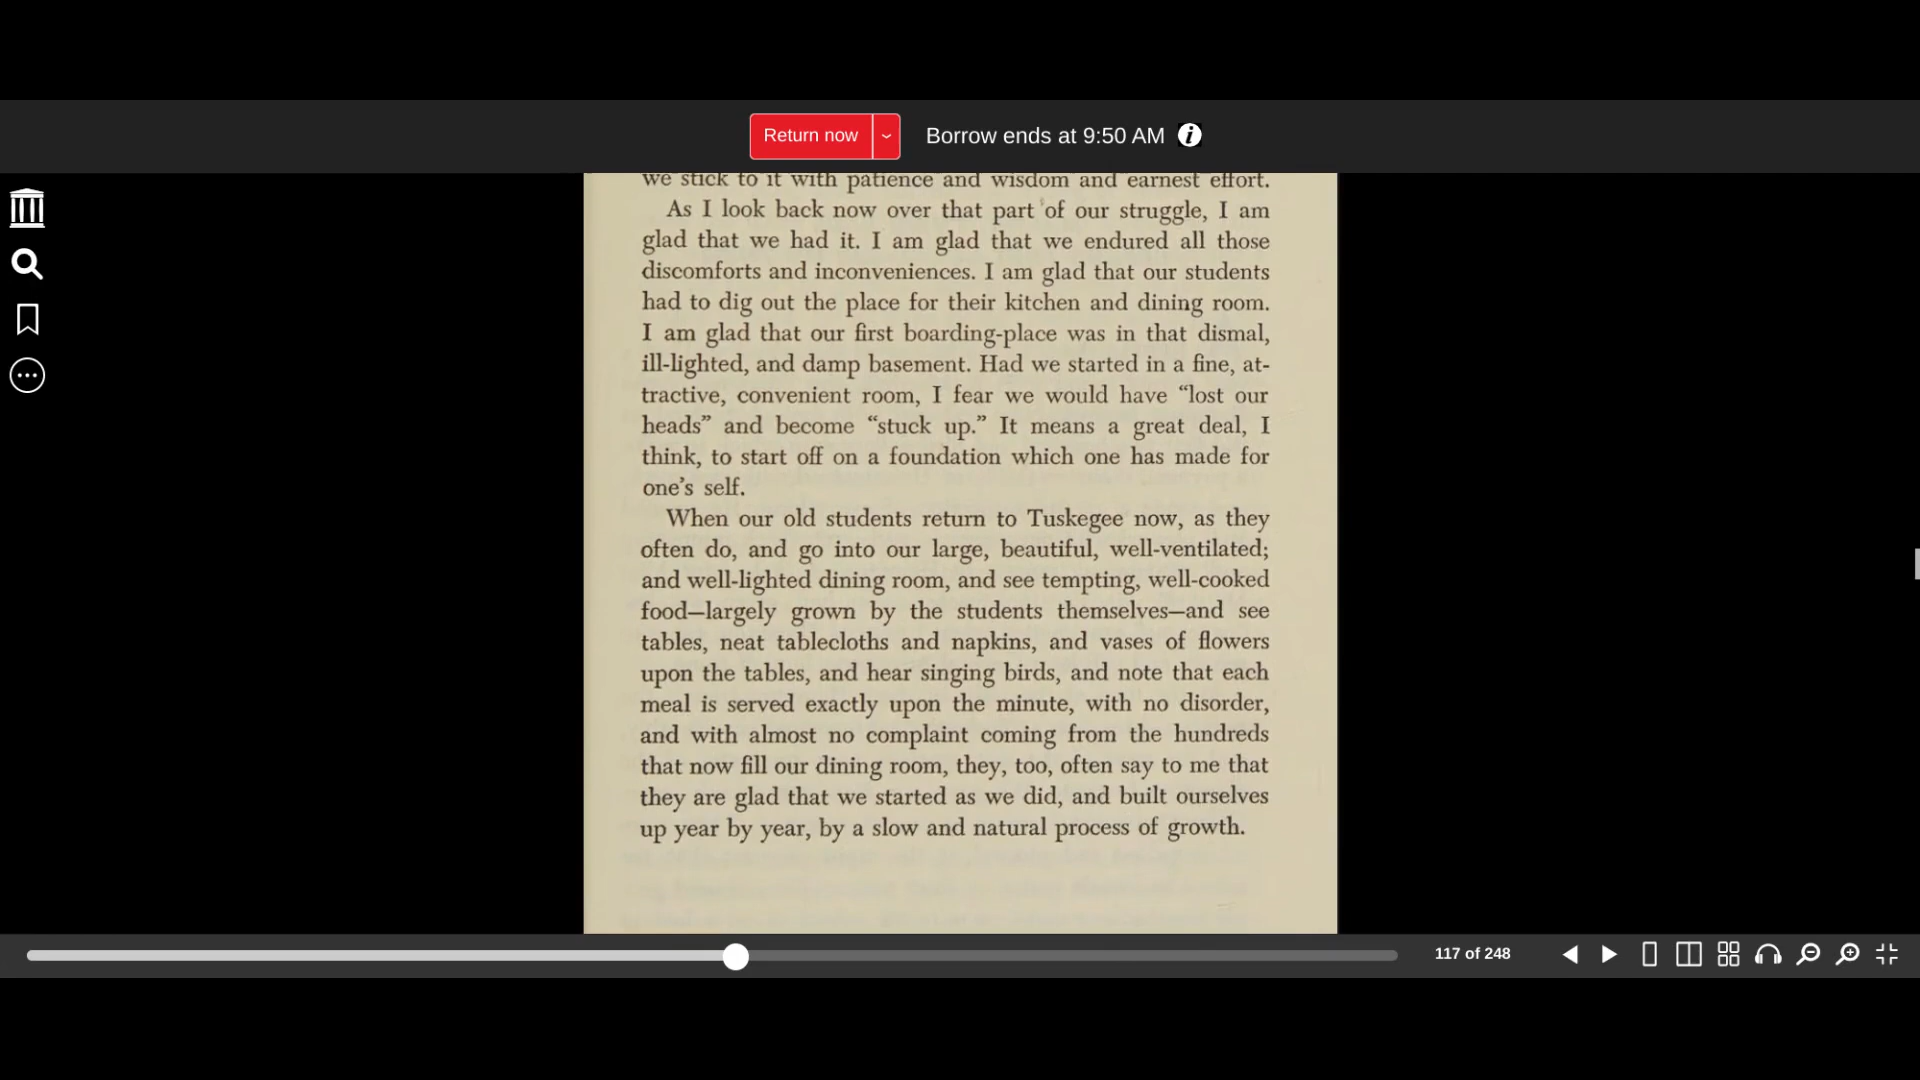 Return now
Borrow ends at 9:50 AM
we stick to it with patience and wisdom and earnest effort.
As I look back now over that part of our struggle, I am
glad that we had it. I am glad that we endured all those
discomforts and inconveniences. I am glad that our students
had to dig out the place for their kitchen and dining room.
I am glad that our first boarding-place was in that dismal,
ill-lighted, and damp basement. Had we started in a fine, at-
tractive, convenient room, I fear we would have “lost our
heads” and become “stuck up.” It means a great deal, I
think, to start off on a foundation which one has made for
one’s self.
When our old students return to Tuskegee now, as they
often do, and go into our large, beautiful, well-ventilated;
and well-lighted dining room, and see tempting, well-cooked
food—largely grown by the students themselves—and see
tables, neat tablecloths and napkins, and vases of flowers
upon the tables, and hear singing birds, and note that each
meal is served exactly upon the minute, with no disorder,
and with almost no complaint coming from the hundreds
that now fill our dining room, they, too, often say to me that
they are glad that we started as we did, and built ourselves
up year by year, by a slow and natural process of growth.
117 of 248